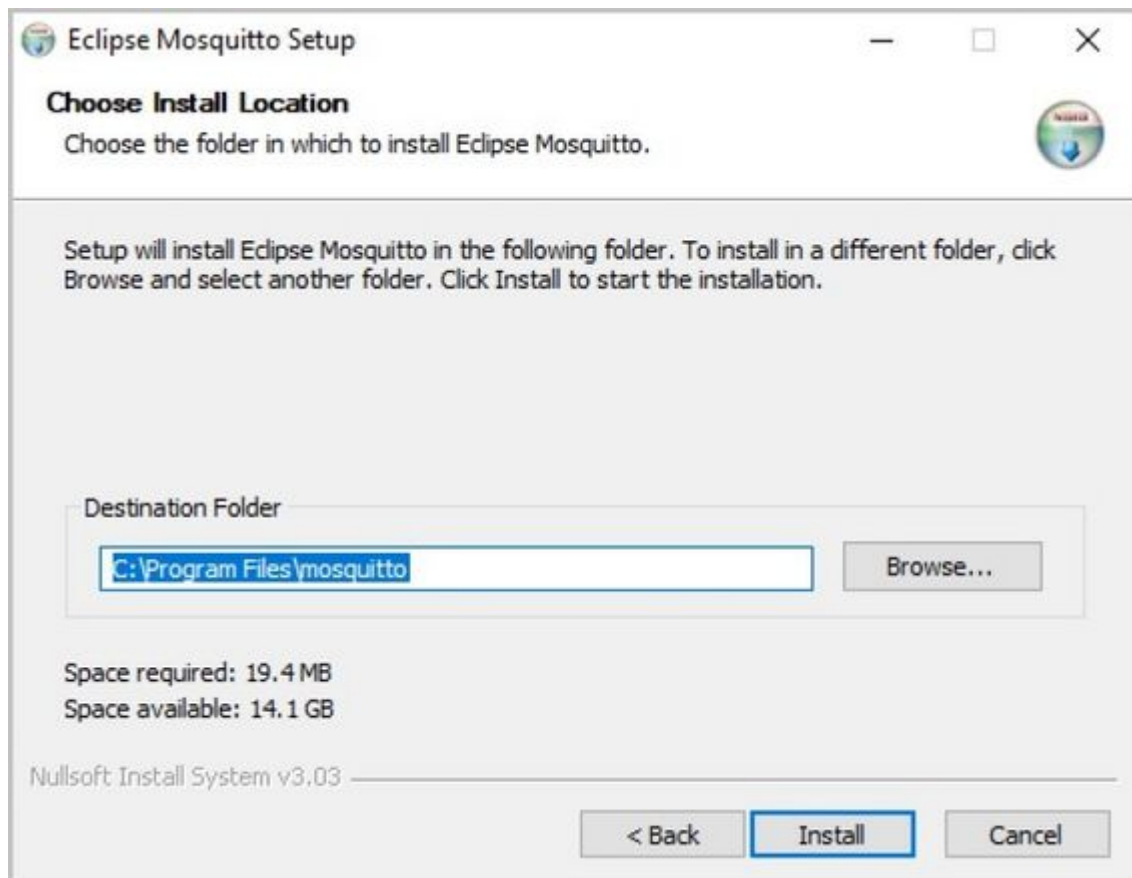 Eclipse Mosquitto Setup
Choose Install Location
Choose the folder in which to install Eclipse Mosquitto.
Setup will install Eclipse Mosquitto in the following folder. To install in a different folder, click
Browse and select another folder. Click Install to start the installation.
Destination Folder
C:\Program Files\mosquitto
Browse...
Space required: 19.4 MB
Space available: 14.1 GB
Nullsoft Install System v3.03
< Back
Install
Cancel